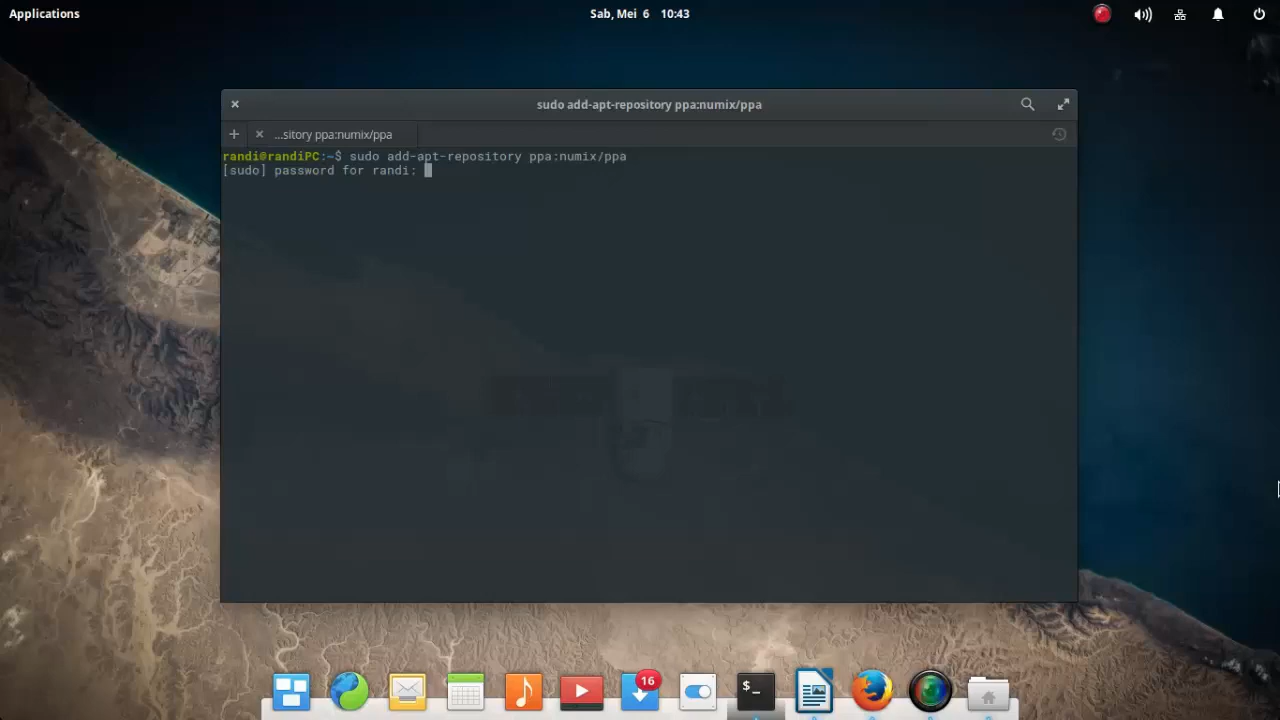 Applications
Sab, Mei 6 10:43
sudo add-apt-repository ppa:numix/ppa
...sitory ppa:numix/ppa
randi@randiPC:~$ sudo add-apt-repository ppa:numix/ppa
[sudo] password for randi:
16
$_